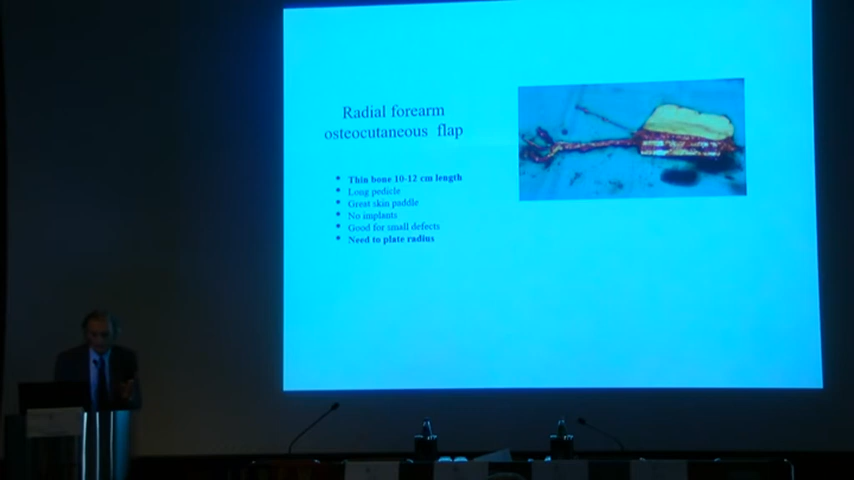 Radial forearm
osteocutaneous flap
Thin bone 10-12 cm length
Long pedicle
Great skin paddle
No implants
Good for small defects
Need to plate radius